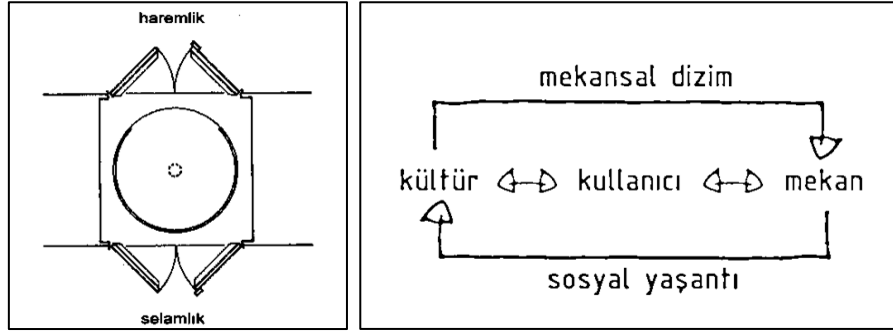 haremlik
selamlık
mekansal dizim
kültür kullanıcı mekan
sosyal yaşantı